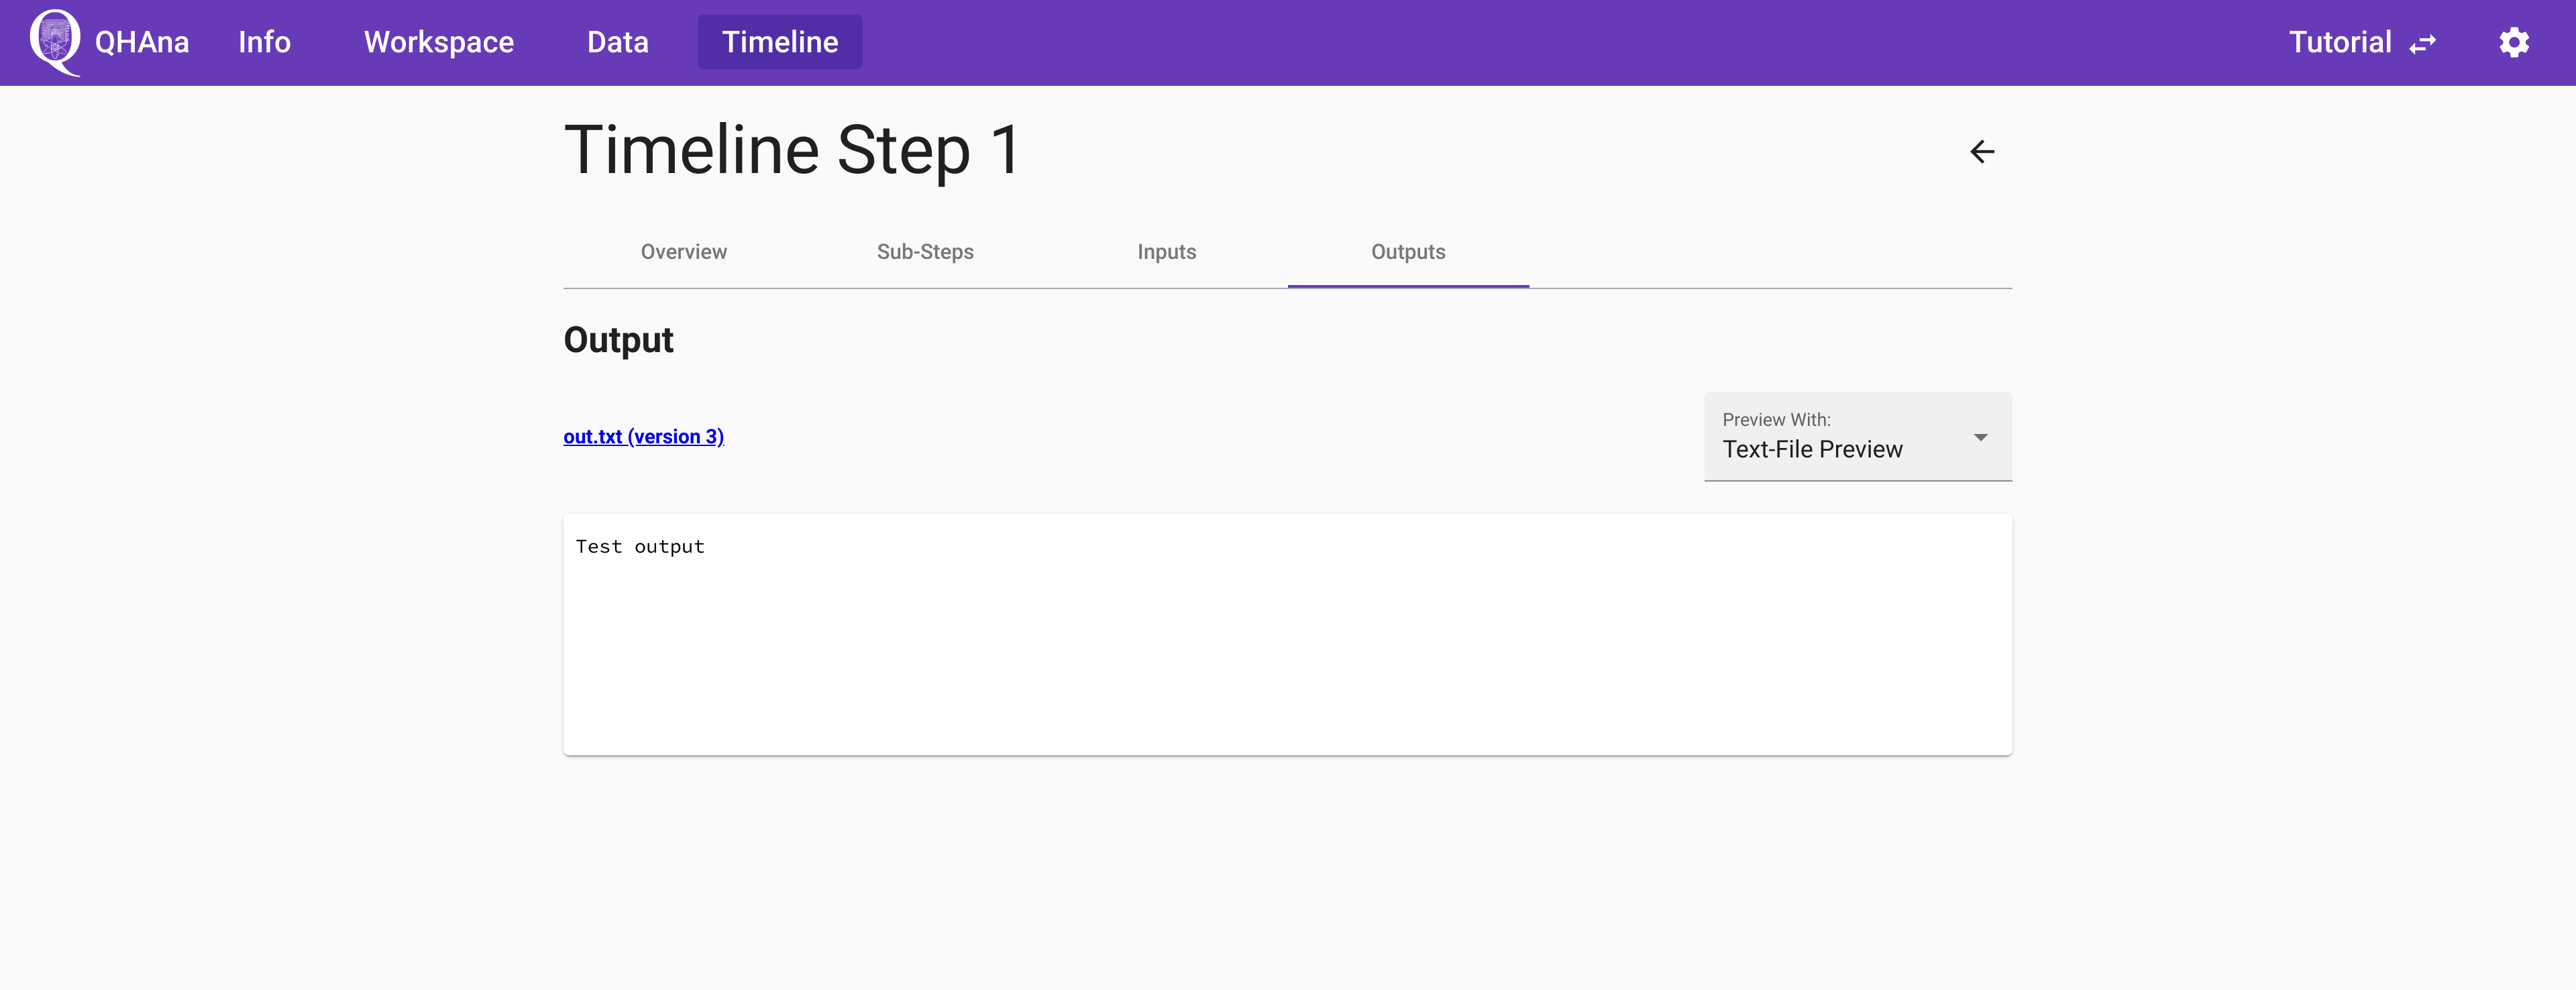 QHAna Info Workspace Data Timeline Tutorial
Timeline Step 1
Overview Sub-Steps Inputs Outputs
Output
out.txt (version 3)
Preview With:
Text-File Preview
Test output